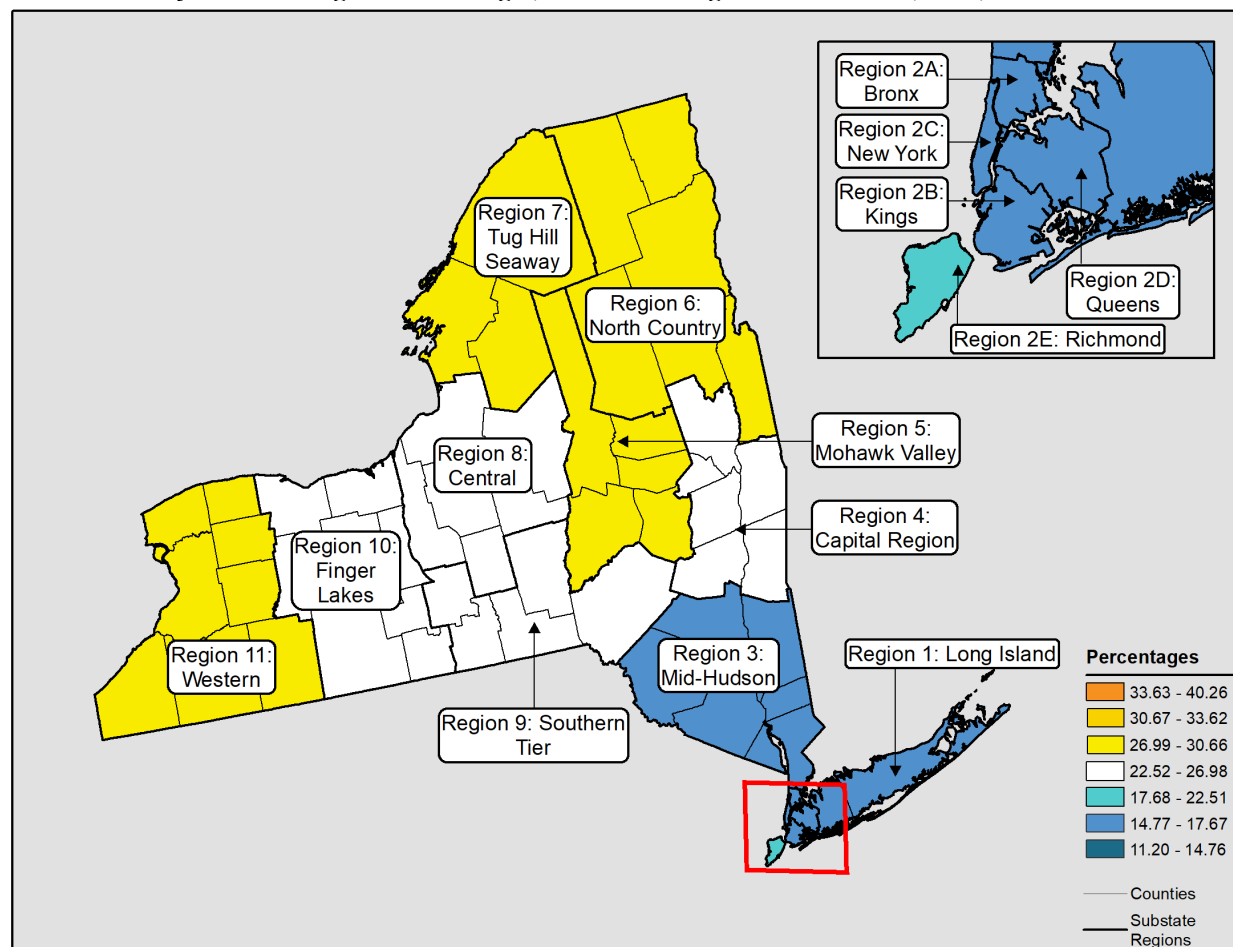 Region 2A:
Bronx
Region 2C:
New York
Region 2B:
Kings
Region 2D:
Queens
Region 2E: Richmond
Region 7:
Tug Hill
Seaway
Region 6:
North Country
Region 5:
Mohawk Valley
Region 8:
Central
Region 4:
Capital Region
Region 10:
Finger
Lakes
Region 11:
Western
Region 3:
Mid-Hudson
Region 1: Long Island
Region 9: Southern
Tier
Percentages
33.63 - 40.26
30.67 - 33.62
26.99 - 30.66
22.52 - 26.98
17.68 - 22.51
14.77 - 17.67
11.20 - 14.76
Counties
Substate
Regions